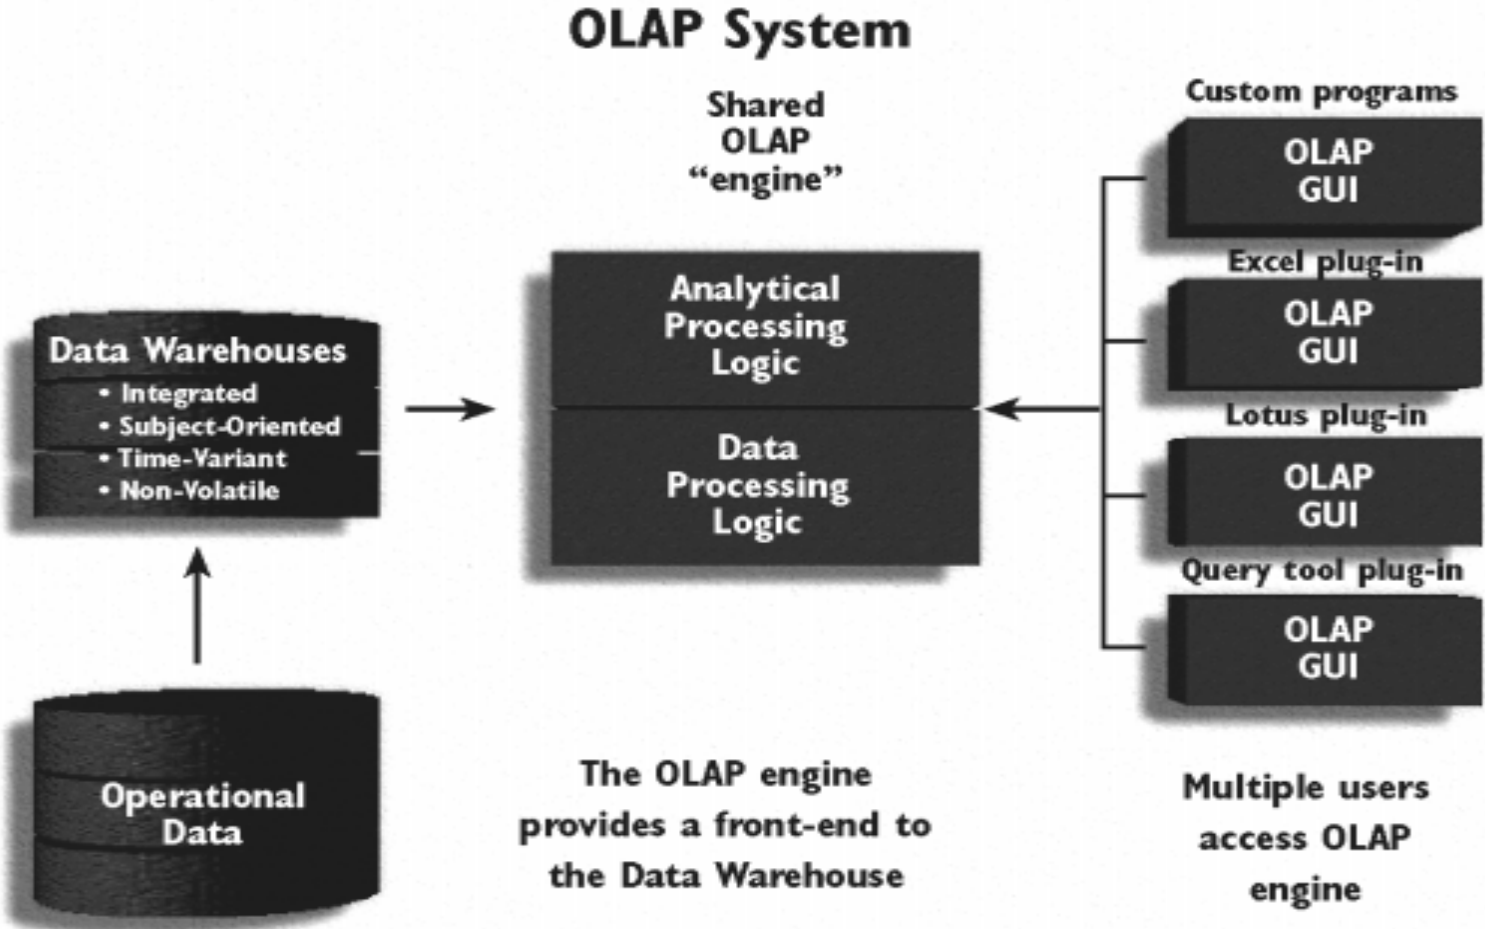 OLAP System
Shared
OLAP
“engine”
Data Warehouses
• Integrated
• Subject-Oriented
• Time-Variant
• Non-Volatile
Operational
Data
Analytical
Processing
Logic
Data
Processing
Logic
The OLAP engine
provides a front-end to
the Data Warehouse
Custom programs
OLAP
GUI
Excel plug-in
OLAP
GUI
Lotus plug-in
OLAP
GUI
Query tool plug-in
OLAP
GUI
Multiple users
access OLAP
engine